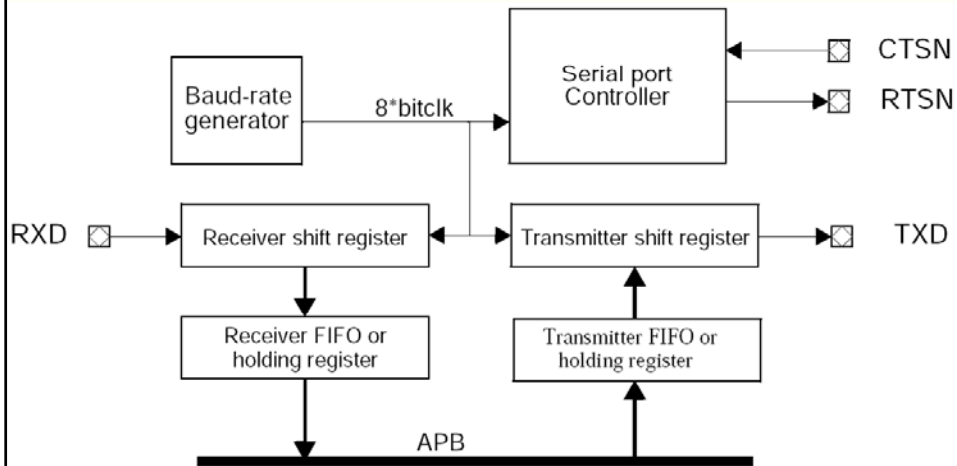 CTSN
Serial port
Controller
Baud-rate
generator
8*bitclk
RTSN
RXD
Receiver shift register
Transmitter shift register
TXD
Receiver FIFO or
holding register
Transmitter FIFO or
holding register
APB